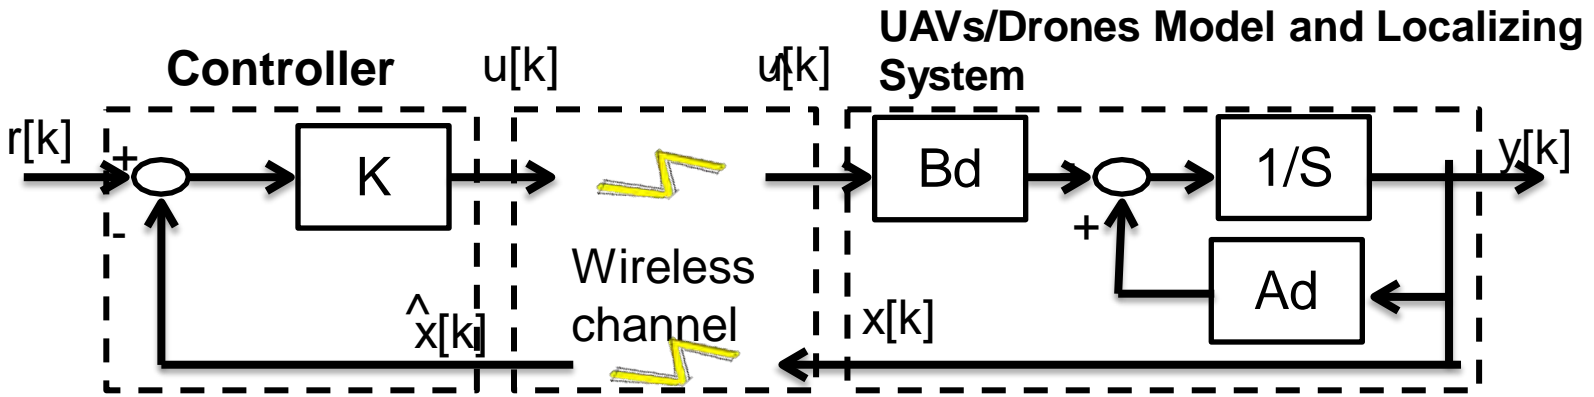 UAVs/Drones Model and Localizing
System
Controller
u[k]
û[k]
r[k]
+
-
K
Bd
+
1/S
Ad
y[k]
Wireless
channel
x̂[k]
x[k]